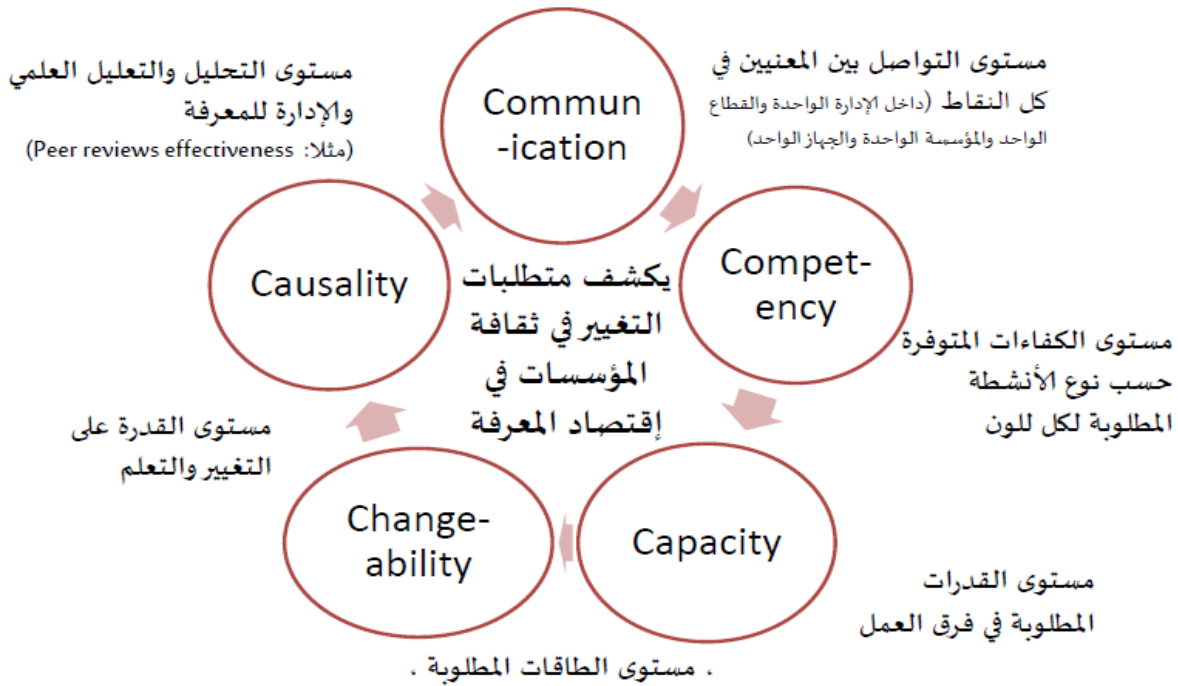 Commun
-ication
مستوى التواصل بين المعنيين في
كل النقاط (داخل الإدارة الواحدة والقطاع
الواحد والمؤسسة الواحدة والجهاز الواحد)
Compet-
ency
مستوى الكفاءات المتوفرة
حسب نوع الأنشطة
المطلوبة لكل للون
Capacity
مستوى القدرات
المطلوبة في فرق العمل
. مستوى الطاقات المطلوبة .
Change-
ability
مستوى القدرة على
التغيير والتعلم
Causality
مستوى التحليل والتعليل العلمي
والإدارة للمعرفة
(مثلا: Peer reviews effectiveness)
يكشف متطلبات
التغيير في ثقافة
المؤسسات في
إقتصاد المعرفة